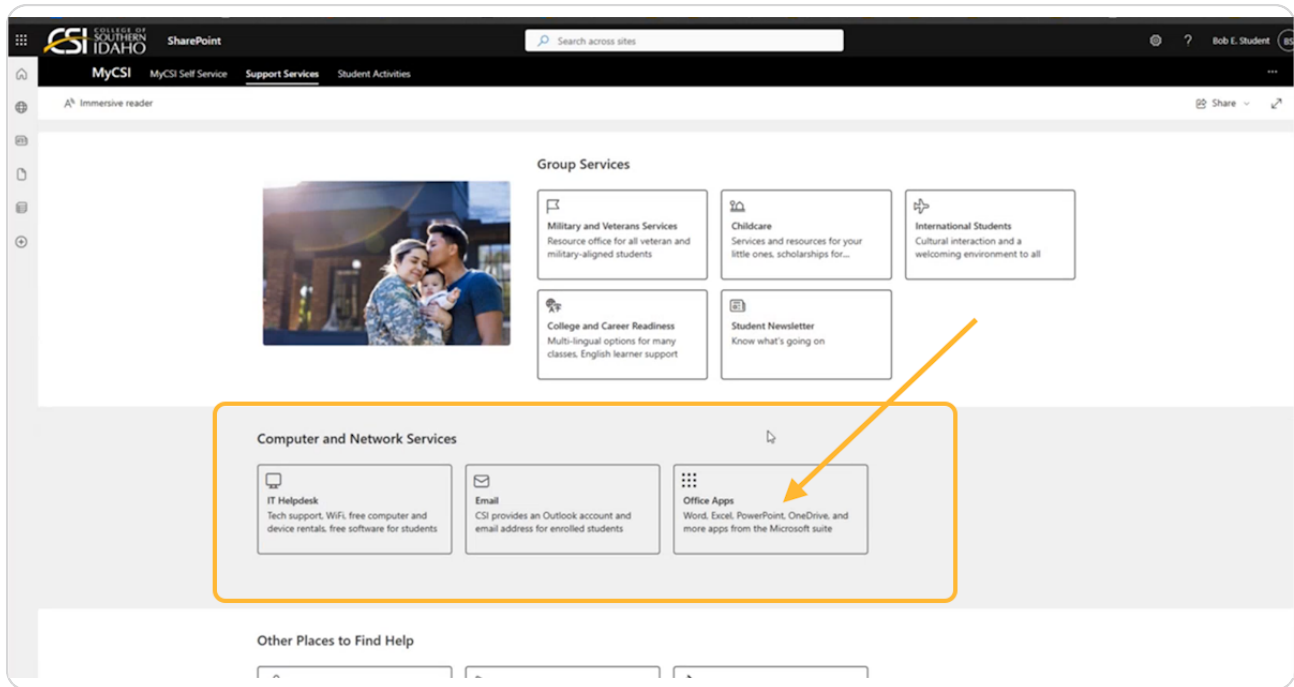 COLLEGE OF
SOUTHERN
CSI IDAHO
SharePoint
Search across sites
?
Bob E. Student
BS
MyCSI
MyCSI Self Service
Support Services
Student Activities
...
Immersive reader
Share
Group Services
Military and Veterans Services
Resource office for all veteran and
military-aligned students
Childcare
Services and resources for your
little ones, scholarships for...
International Students
Cultural interaction and a
welcoming environment to all
College and Career Readiness
Multi-lingual options for many
classes, English learner support
Student Newsletter
Know what's going on
Computer and Network Services
IT Helpdesk
Tech support, WiFi, free computer and
device rentals, free software for students
Email
CSI provides an Outlook account and
email address for enrolled students
Office Apps
Word, Excel, PowerPoint, OneDrive, and
more apps from the Microsoft suite
Other Places to Find Help